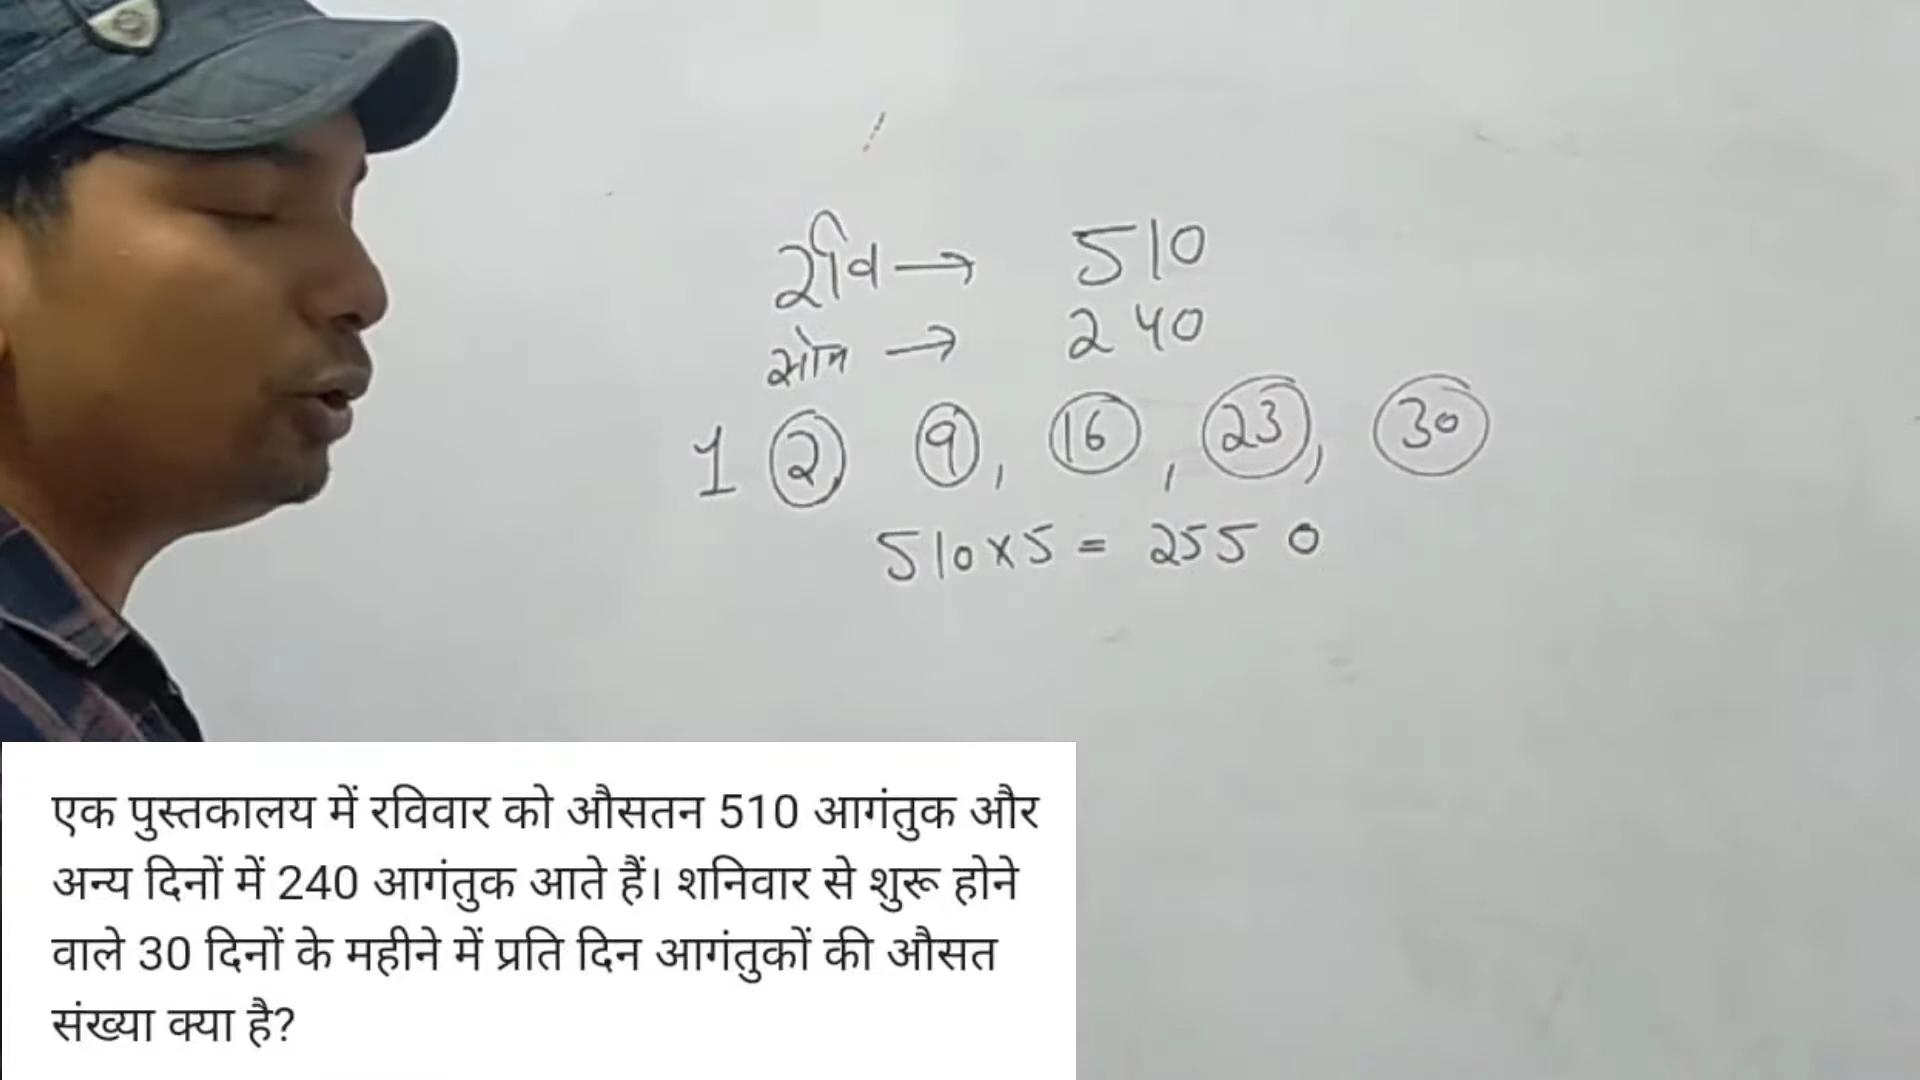 रवि → 510
सोम → 240
1 2 9, 16, 23, 30
510×5 = 2550
एक पुस्तकालय में रविवार को औसतन 510 आगंतुक और
अन्य दिनों में 240 आगंतुक आते हैं। शनिवार से शुरू होने
वाले 30 दिनों के महीने में प्रति दिन आगंतुकों की औसत
संख्या क्या है?